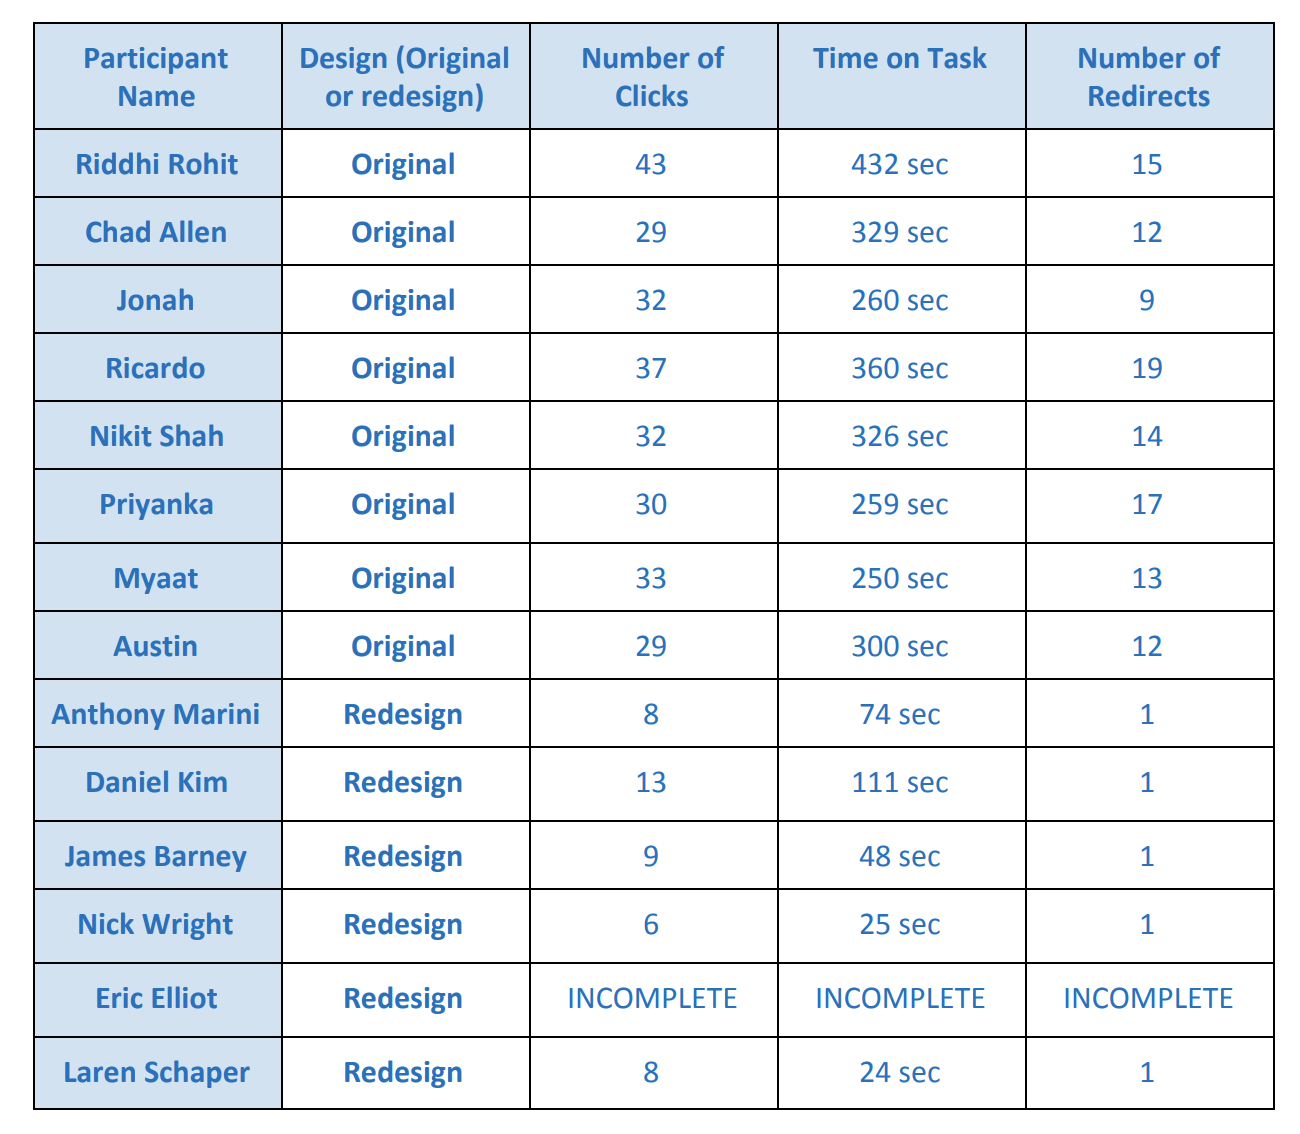 Participant Name Design (Original or redesign) Number of Clicks Time on Task Number of Redirects
Riddhi Rohit Original 43 432 sec 15
Chad Allen Original 29 329 sec 12
Jonah Original 32 260 sec 9
Ricardo Original 37 360 sec 19
Nikit Shah Original 32 326 sec 14
Priyanka Original 30 259 sec 17
Myaat Original 33 250 sec 13
Austin Original 29 300 sec 12
Anthony Marini Redesign 8 74 sec 1
Daniel Kim Redesign 13 111 sec 1
James Barney Redesign 9 48 sec 1
Nick Wright Redesign 6 25 sec 1
Eric Elliot Redesign INCOMPLETE INCOMPLETE INCOMPLETE
Laren Schaper Redesign 8 24 sec 1